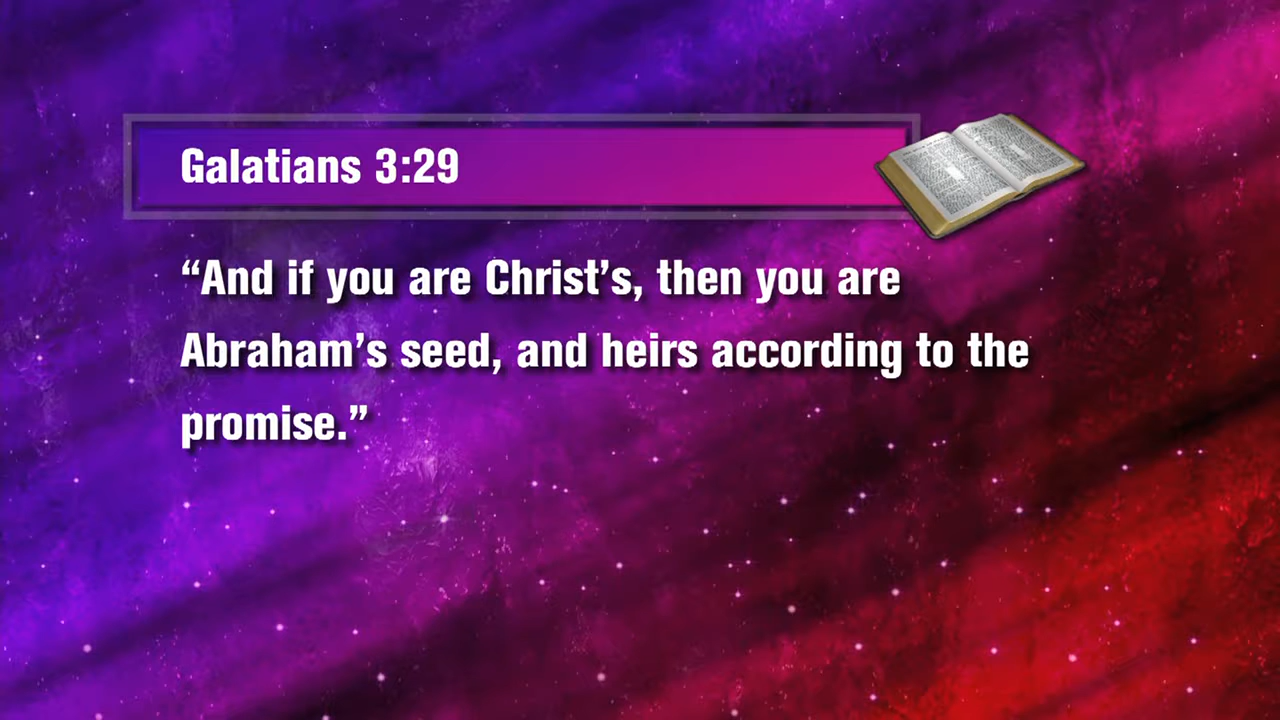 Galatians 3:29
“And if you are Christ’s, then you are
Abraham’s seed, and heirs according to the
promise.”